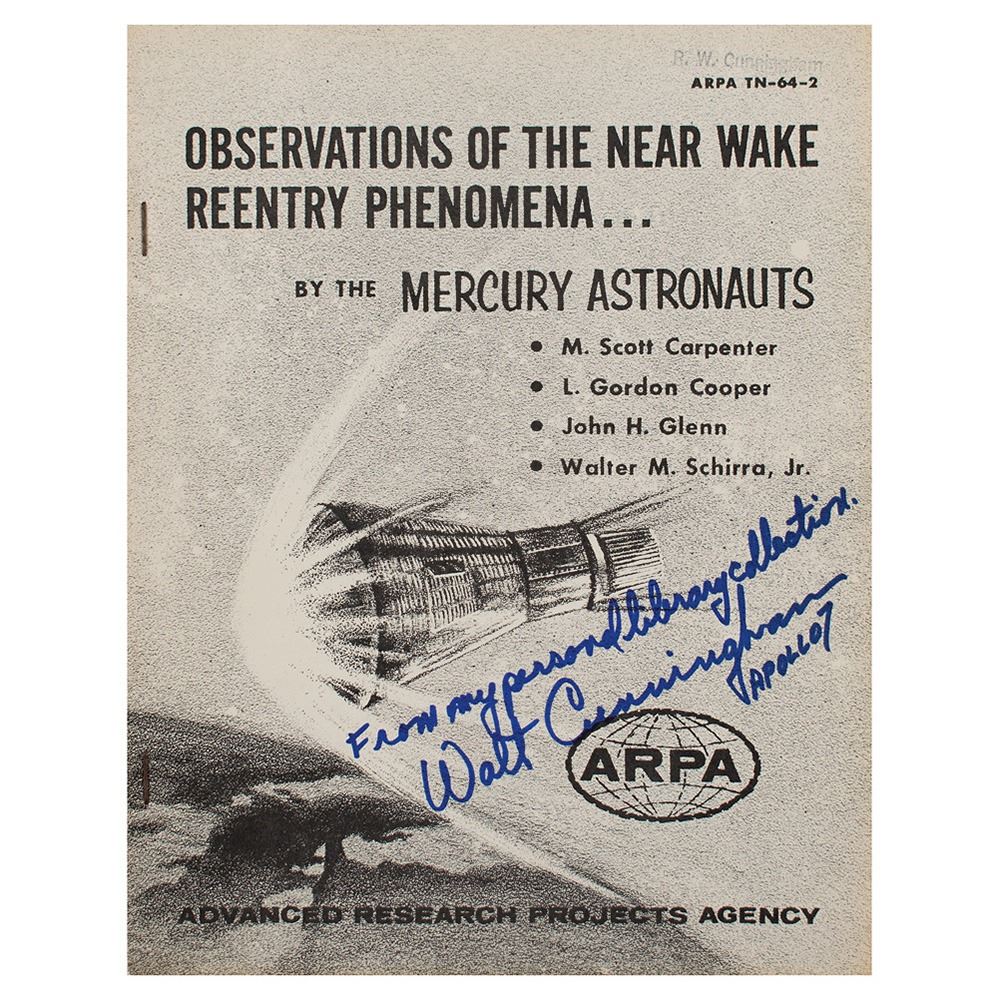 R. W. Cunningham
ARPA TN-64-2
OBSERVATIONS OF THE NEAR WAKE
REENTRY PHENOMENA...
BY THE MERCURY ASTRONAUTS
• M. Scott Carpenter
• L. Gordon Cooper
• John H. Glenn
• Walter M. Schirra, Jr.
From my personal library collection.
Walt Cunningham
APOLLO 7
ARPA
ADVANCED RESEARCH PROJECTS AGENCY